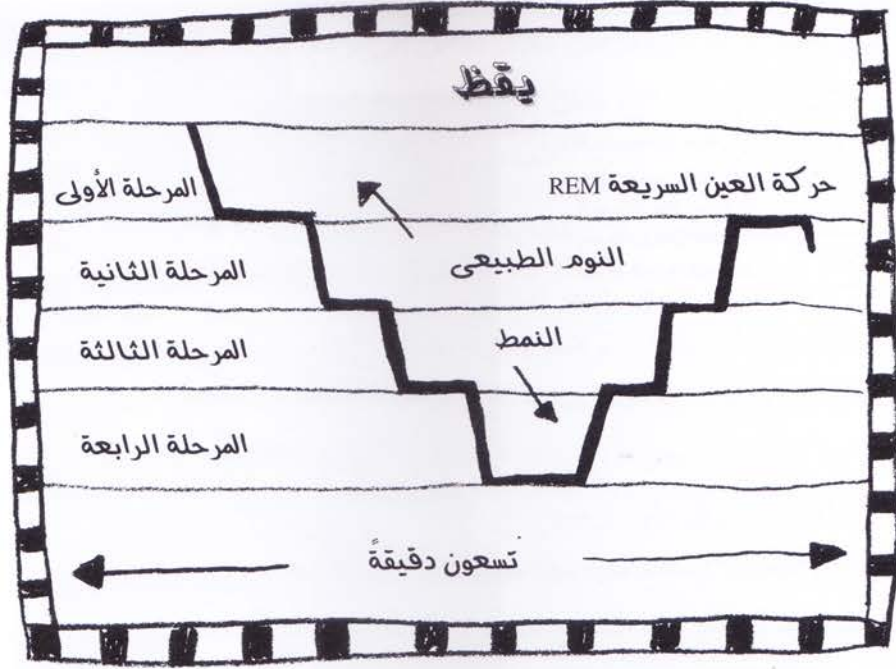 يقظ
حركة العين السريعة REM
المرحلة الأولى
النوم الطبيعي
المرحلة الثانية
النمط
المرحلة الثالثة
المرحلة الرابعة
تسعون دقيقةً